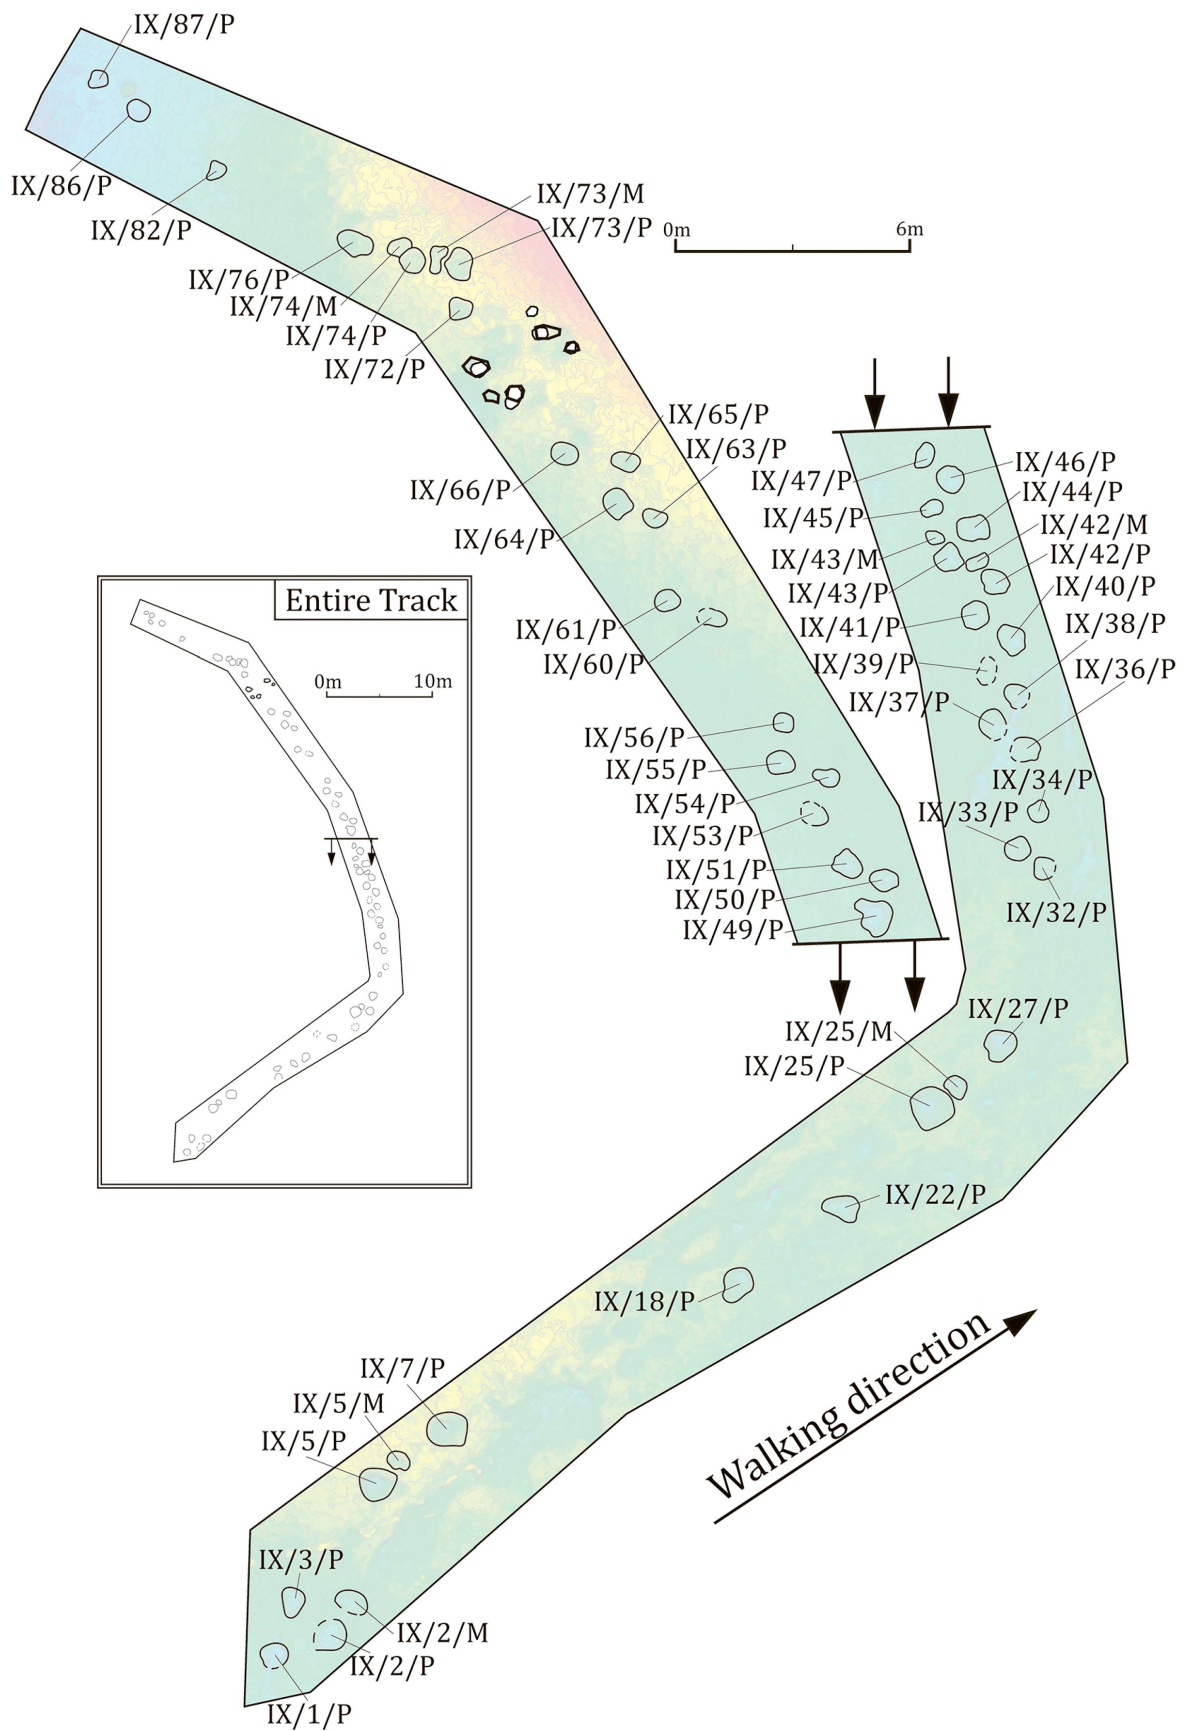 IX/87/P
IX/86/P
IX/82/P
IX/73/M
IX/73/P
0m
6m
IX/76/P
IX/74/M
IX/74/P
IX/72/P
IX/65/P
IX/63/P
IX/66/P
IX/64/P
IX/47/P
IX/46/P
IX/44/P
IX/45/P
IX/42/M
IX/43/M
IX/42/P
IX/43/P
IX/40/P
IX/41/P
IX/38/P
IX/39/P
IX/36/P
IX/37/P
IX/34/P
IX/33/P
IX/32/P
Entire Track
0m
10m
IX/61/P
IX/60/P
IX/56/P
IX/55/P
IX/54/P
IX/53/P
IX/51/P
IX/50/P
IX/49/P
IX/27/P
IX/25/M
IX/25/P
IX/22/P
IX/18/P
Walking direction
IX/7/P
IX/5/M
IX/5/P
IX/3/P
IX/2/M
IX/2/P
IX/1/P